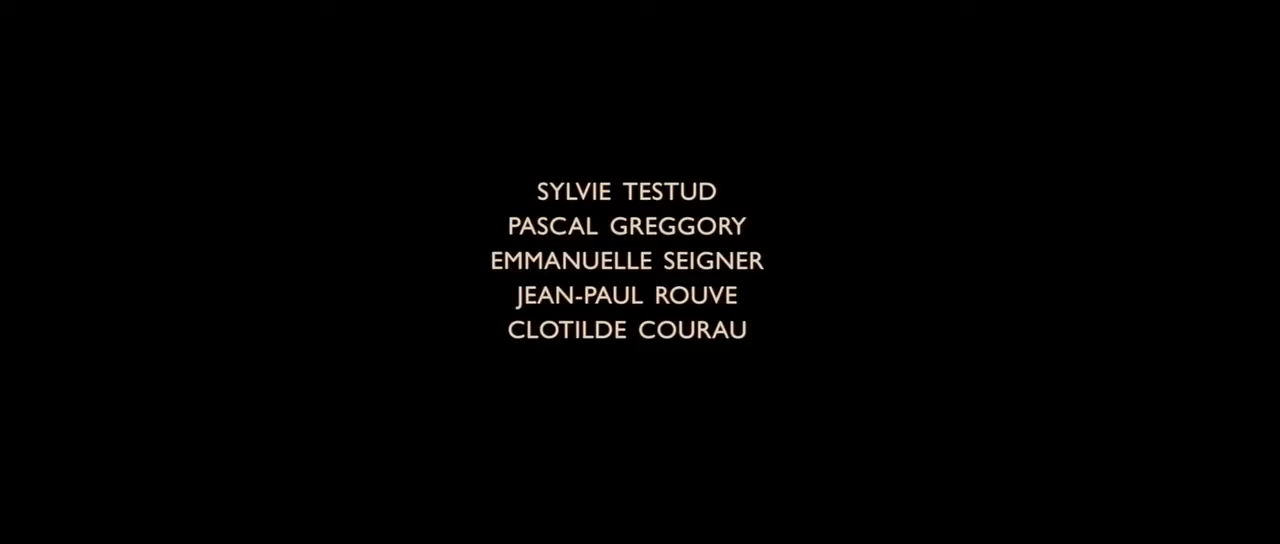 SYLVIE TESTUD
PASCAL GREGGORY
EMMANUELLE SEIGNER
JEAN-PAUL ROUVE
CLOTILDE COURAU